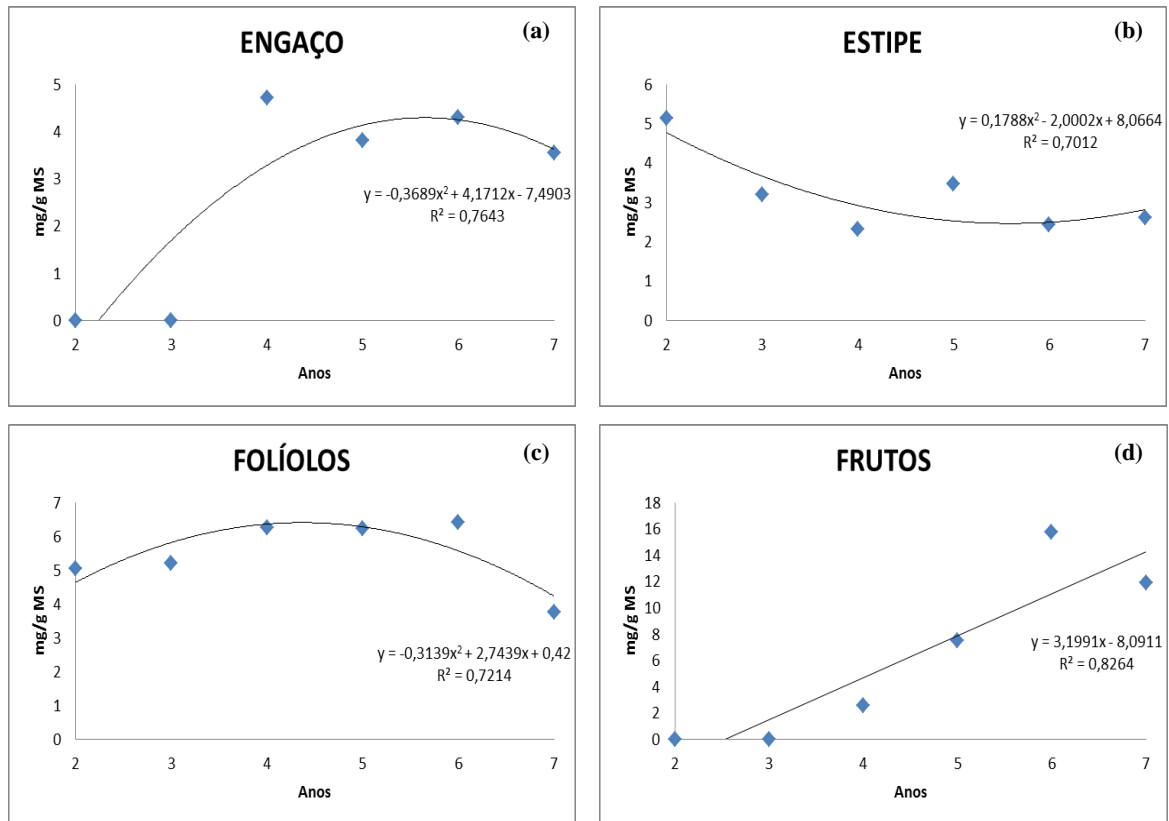 ENGAÇO (a)
5
4
3
2
1
0
mg/g MS
y = -0,3689x² + 4,1712x - 7,4903
R² = 0,7643
2 3 4 5 6 7
Anos
ESTIPE (b)
6
5
4
3
2
1
0
mg/g MS
y = 0,1788x² - 2,0002x + 8,0664
R² = 0,7012
2 3 4 5 6 7
Anos
FOLÍOLOS (c)
7
6
5
4
3
2
1
0
mg/g MS
y = -0,3139x² + 2,7439x + 0,42
R² = 0,7214
2 3 4 5 6 7
Anos
FRUTOS (d)
18
16
14
12
10
8
6
4
2
0
mg/g MS
y = 3,1991x - 8,0911
R² = 0,8264
2 3 4 5 6 7
Anos